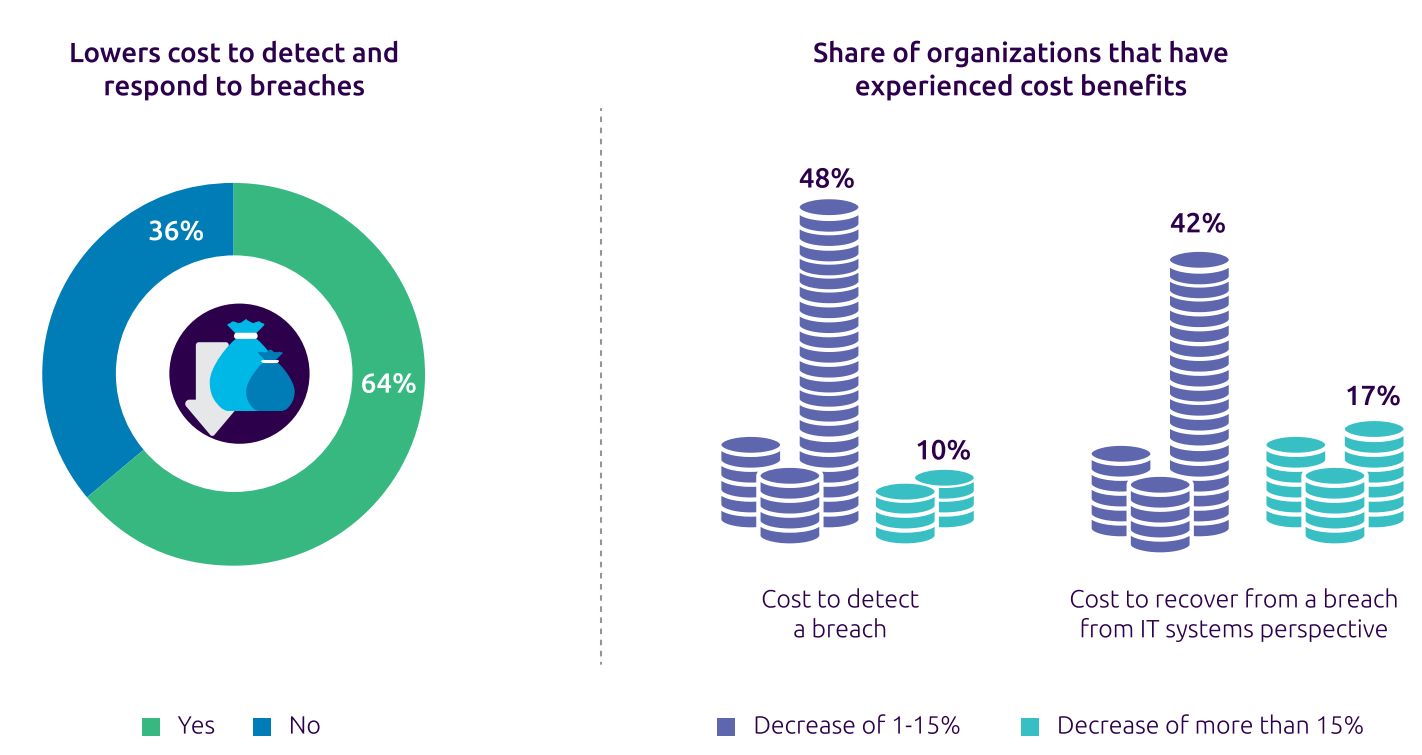 Lowers cost to detect and
respond to breaches
36%
64%
Yes
No
Share of organizations that have
experienced cost benefits
48%
10%
Cost to detect
a breach
42%
17%
Cost to recover from a breach
from IT systems perspective
Decrease of 1-15%
Decrease of more than 15%